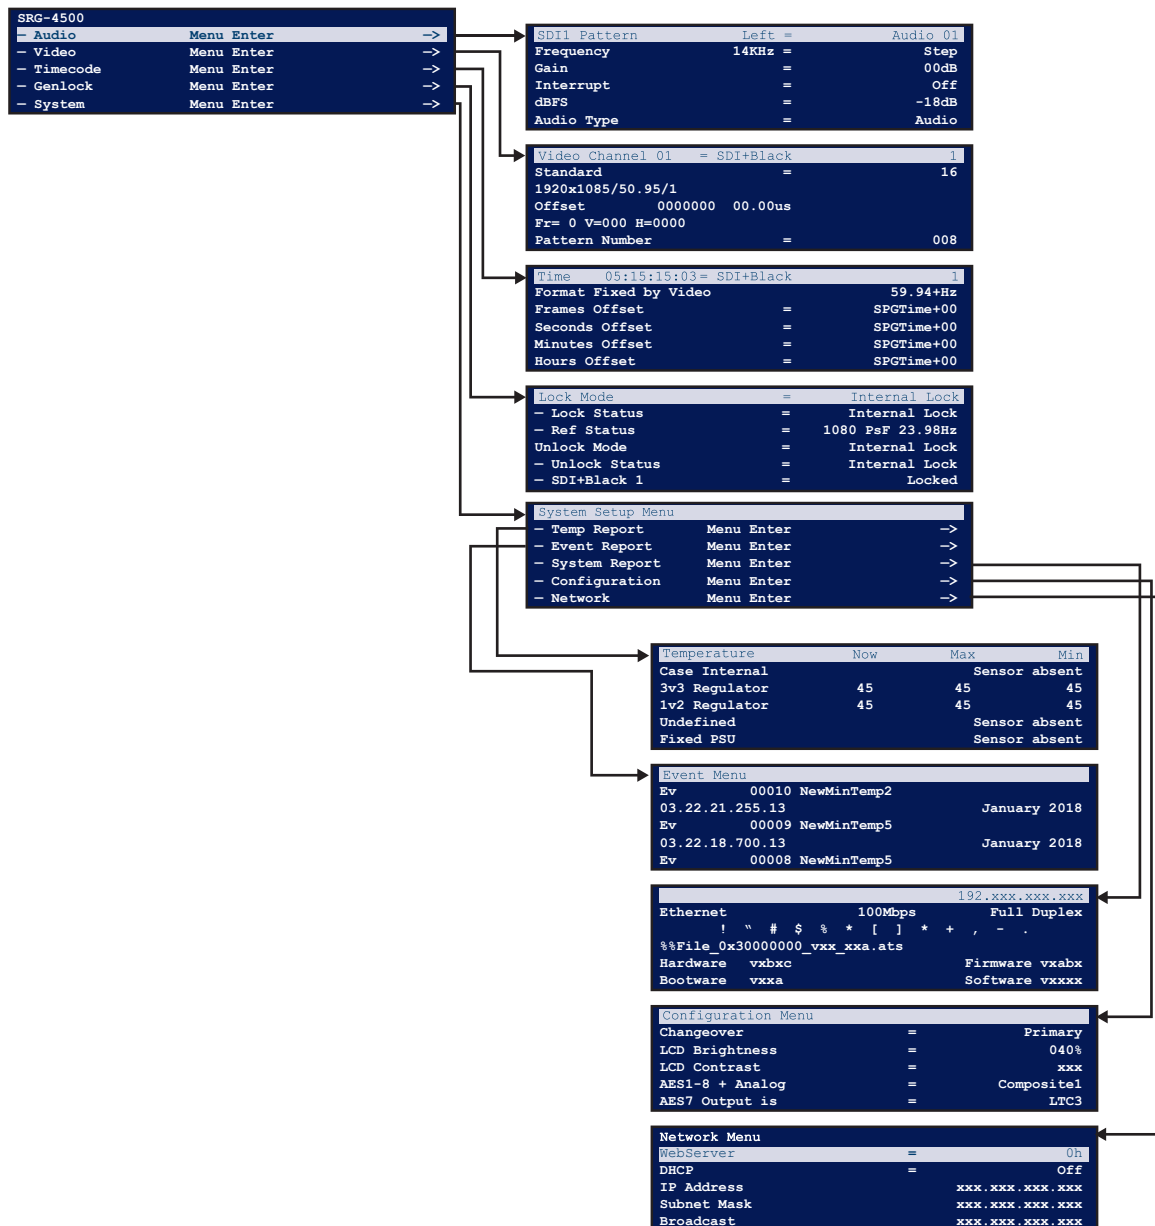 SRG-4500
— Audio Menu Enter —>
— Video Menu Enter —>
— Timecode Menu Enter —>
— Genlock Menu Enter —>
— System Menu Enter —>
SDI1 Pattern Left = Audio 01
Frequency 14KHz = Step
Gain = 00dB
Interrupt = Off
dBFS = -18dB
Audio Type = Audio
Video Channel 01 = SDI+Black 1
Standard = 16
1920x1085/50.95/1
Offset 0000000 00.00us
Fr= 0 V=000 H=0000
Pattern Number = 008
Time 05:15:15:03= SDI+Black 1
Format Fixed by Video 59.94+Hz
Frames Offset = SPGTime+00
Seconds Offset = SPGTime+00
Minutes Offset = SPGTime+00
Hours Offset = SPGTime+00
Lock Mode = Internal Lock
— Lock Status = Internal Lock
— Ref Status = 1080 PsF 23.98Hz
Unlock Mode = Internal Lock
— Unlock Status = Internal Lock
— SDI+Black 1 = Locked
System Setup Menu
— Temp Report Menu Enter —>
— Event Report Menu Enter —>
— System Report Menu Enter —>
— Configuration Menu Enter —>
— Network Menu Enter —>
Temperature Now Max Min
Case Internal Sensor absent
3v3 Regulator 45 45 45
1v2 Regulator 45 45 45
Undefined Sensor absent
Fixed PSU Sensor absent
Event Menu
Ev 00010 NewMinTemp2
03.22.21.255.13 January 2018
Ev 00009 NewMinTemp5
03.22.18.700.13 January 2018
Ev 00008 NewMinTemp5
192.xxx.xxx.xxx
Ethernet 100Mbps Full Duplex
! “ # $ % * [ ] * + , - .
%%File_0x30000000_vxx_xxa.ats
Hardware vxbxc Firmware vxabx
Bootware vxxa Software vxxxx
Configuration Menu
Changeover = Primary
LCD Brightness = 040%
LCD Contrast = xxx
AES1-8 + Analog = Composite1
AES7 Output is = LTC3
Network Menu
WebServer = 0h
DHCP = Off
IP Address xxx.xxx.xxx.xxx
Subnet Mask xxx.xxx.xxx.xxx
Broadcast xxx.xxx.xxx.xxx